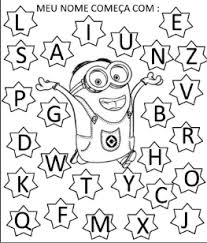 MEU NOME COMEÇA COM :
L E
S A I U N Z
P V
G B
D R
W H
K T Y C O
Q F M X J